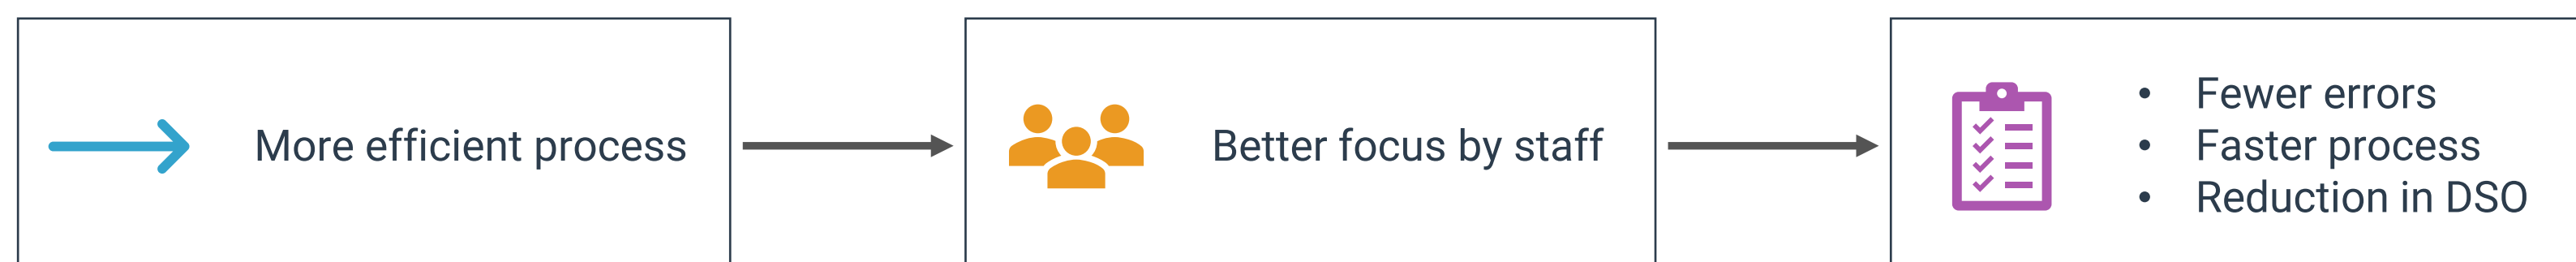 More efficient process
Better focus by staff
• Fewer errors
• Faster process
• Reduction in DSO